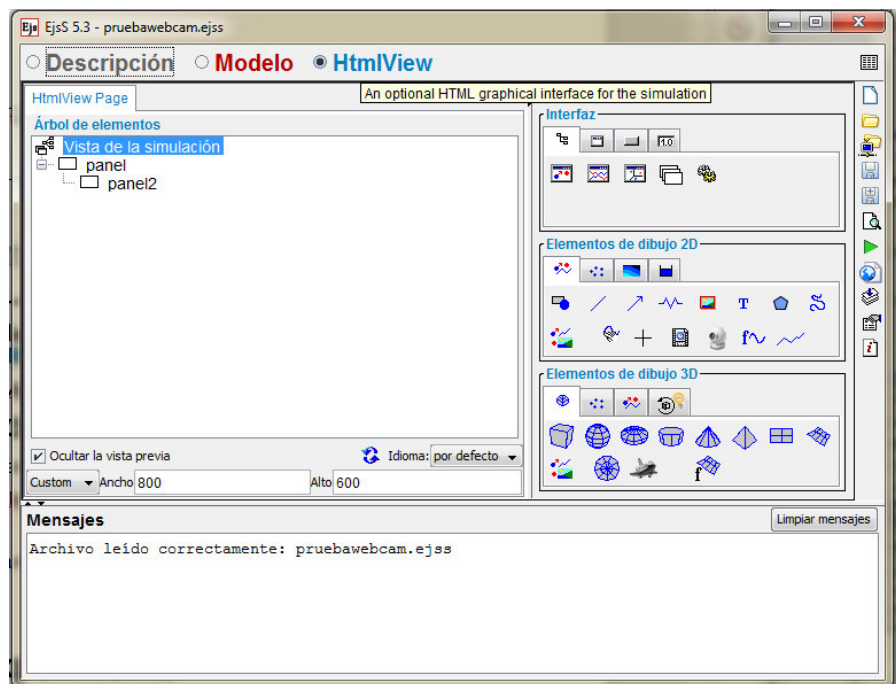 Ejs EjsS 5.3 - pruebawebcam.ejss
Descripción Modelo HtmlView
An optional HTML graphical interface for the simulation
HtmlView Page
Árbol de elementos
Vista de la simulación
panel
panel2
Ocultar la vista previa Idioma: por defecto
Custom Ancho 800 Alto 600
Interfaz
1.0
Elementos de dibujo 2D
T
f
Elementos de dibujo 3D
f
Mensajes Limpiar mensajes
Archivo leído correctamente: pruebawebcam.ejss